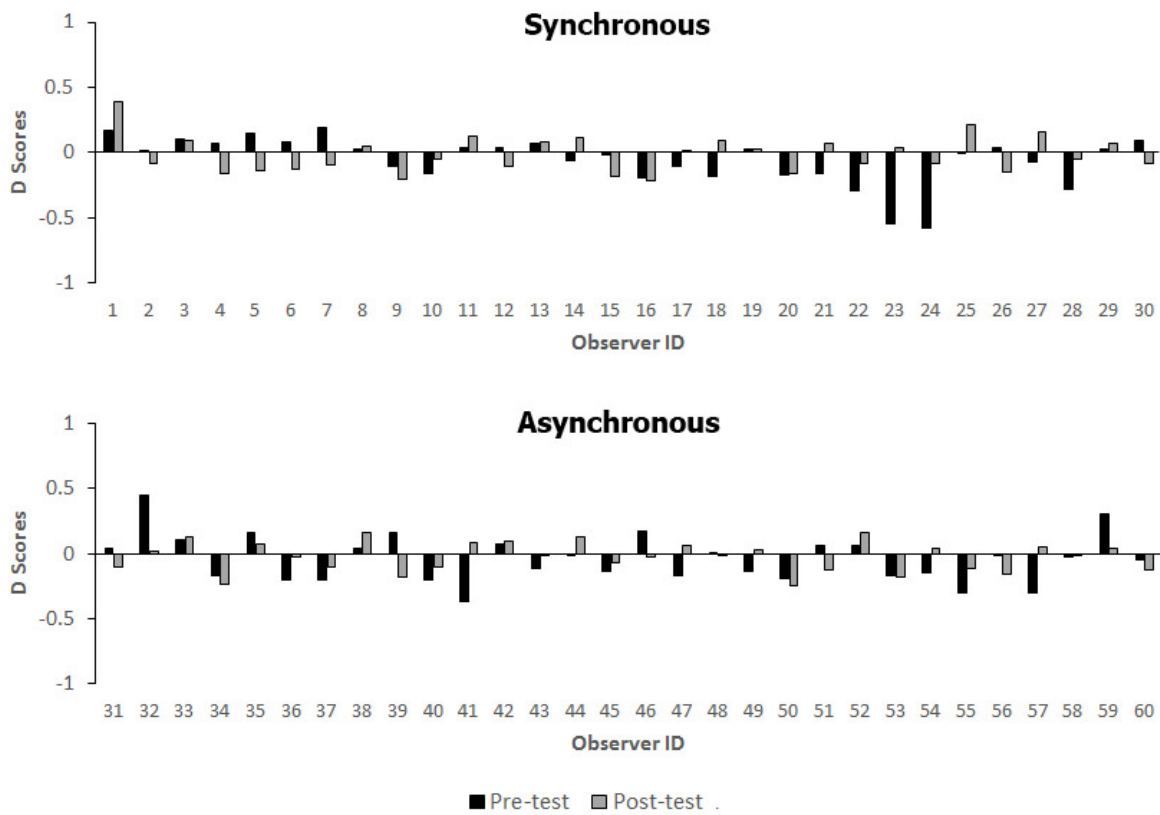 Synchronous
1
0.5
0
-0.5
-1
D Scores
1 2 3 4 5 6 7 8 9 10 11 12 13 14 15 16 17 18 19 20 21 22 23 24 25 26 27 28 29 30
Observer ID
Asynchronous
1
0.5
0
-0.5
-1
D Scores
31 32 33 34 35 36 37 38 39 40 41 42 43 44 45 46 47 48 49 50 51 52 53 54 55 56 57 58 59 60
Observer ID
Pre-test Post-test .